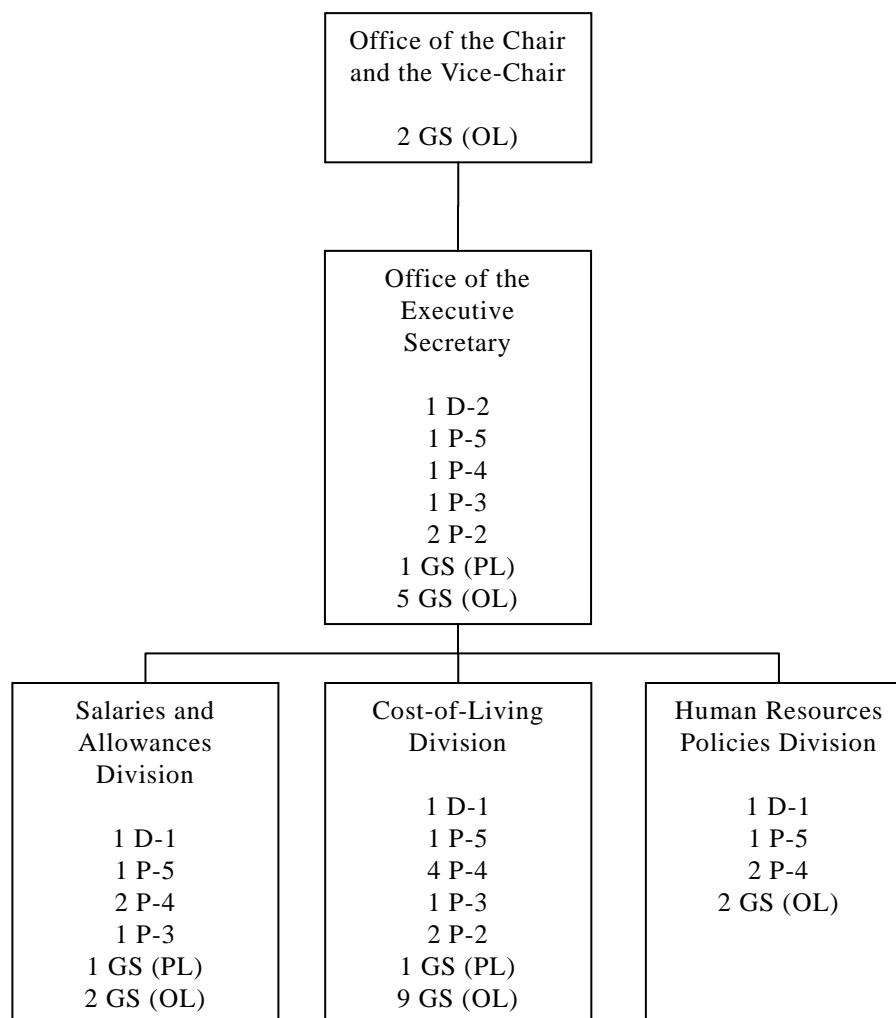 Office of the Chair
and the Vice-Chair
2 GS (OL)
Office of the
Executive
Secretary
1 D-2
1 P-5
1 P-4
1 P-3
2 P-2
1 GS (PL)
5 GS (OL)
Salaries and
Allowances
Division
1 D-1
1 P-5
2 P-4
1 P-3
1 GS (PL)
2 GS (OL)
Cost-of-Living
Division
1 D-1
1 P-5
4 P-4
1 P-3
2 P-2
1 GS (PL)
9 GS (OL)
Human Resources
Policies Division
1 D-1
1 P-5
2 P-4
2 GS (OL)